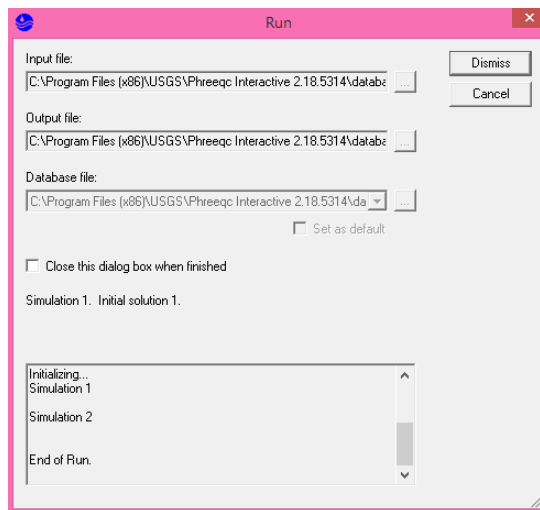 Run
Input file:
C:\Program Files (x86)\USGS\Phreeqc Interactive 2.18.5314\databa
...
Dismiss
Cancel
Output file:
C:\Program Files (x86)\USGS\Phreeqc Interactive 2.18.5314\databa
...
Database file:
C:\Program Files (x86)\USGS\Phreeqc Interactive 2.18.5314\da
...
Set as default
Close this dialog box when finished
Simulation 1. Initial solution 1.
Initializing...
Simulation 1
Simulation 2
End of Run.